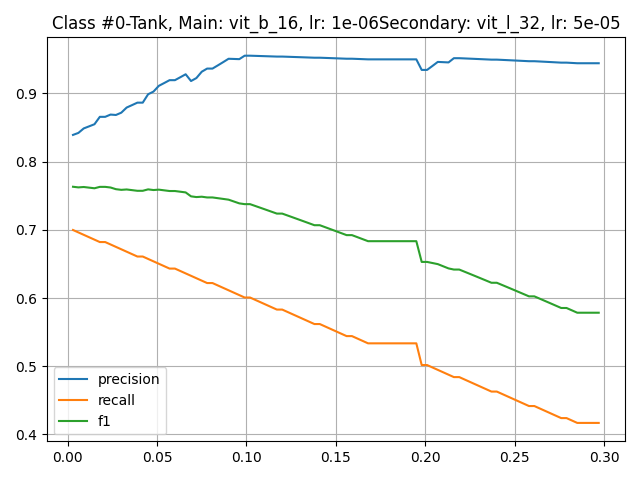 Class #0-Tank, Main: vit_b_16, lr: 1e-06Secondary: vit_l_32, lr: 5e-05
0.9
0.8
0.7
0.6
0.5
0.4
precision
recall
f1
0.00 0.05 0.10 0.15 0.20 0.25 0.30